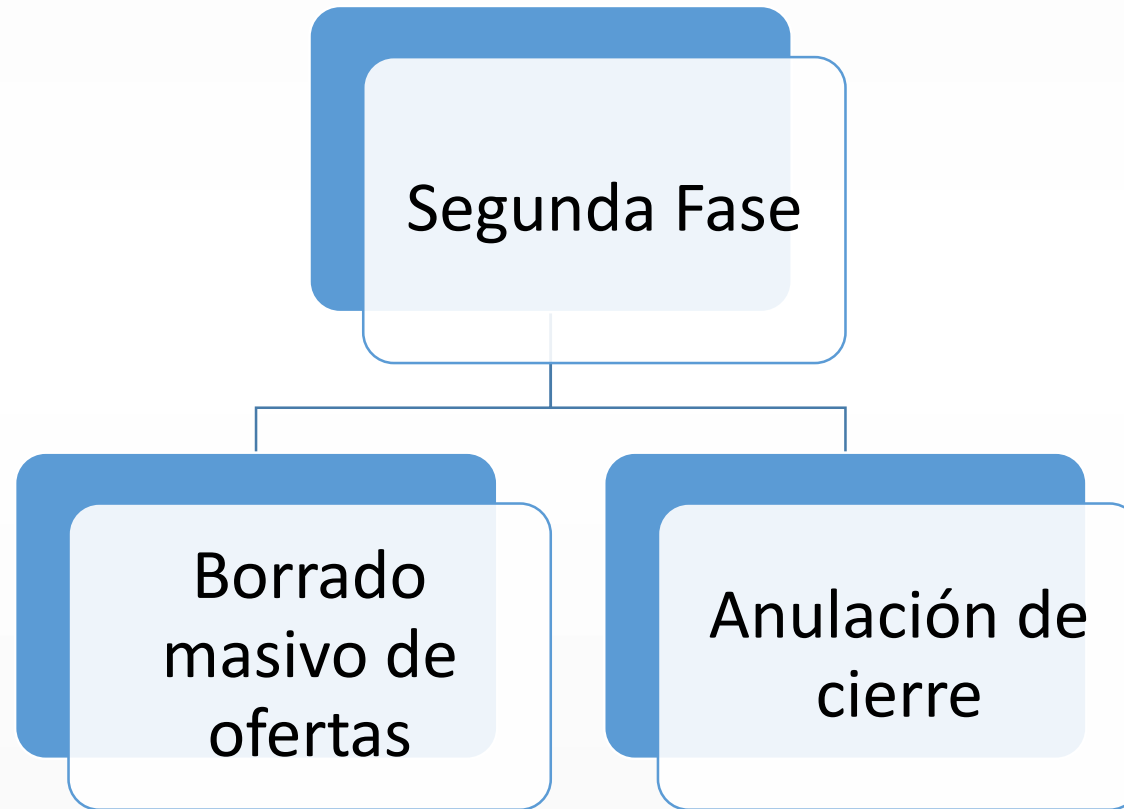 Segunda Fase
Borrado
masivo de
ofertas
Anulación de
cierre